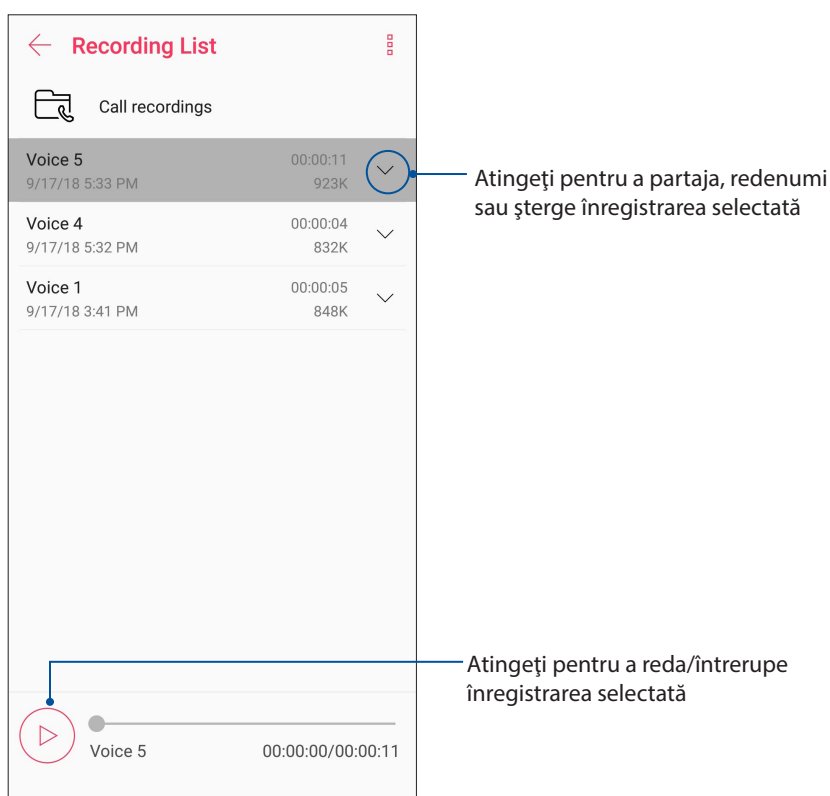 Recording List
Call recordings
Voice 5 00:00:11
9/17/18 5:33 PM 923K
Atingeţi pentru a partaja, redenumi
sau şterge înregistrarea selectată
Voice 4 00:00:04
9/17/18 5:32 PM 832K
Voice 1 00:00:05
9/17/18 3:41 PM 848K
Atingeţi pentru a reda/întrerupe
înregistrarea selectată
Voice 5 00:00:00/00:00:11